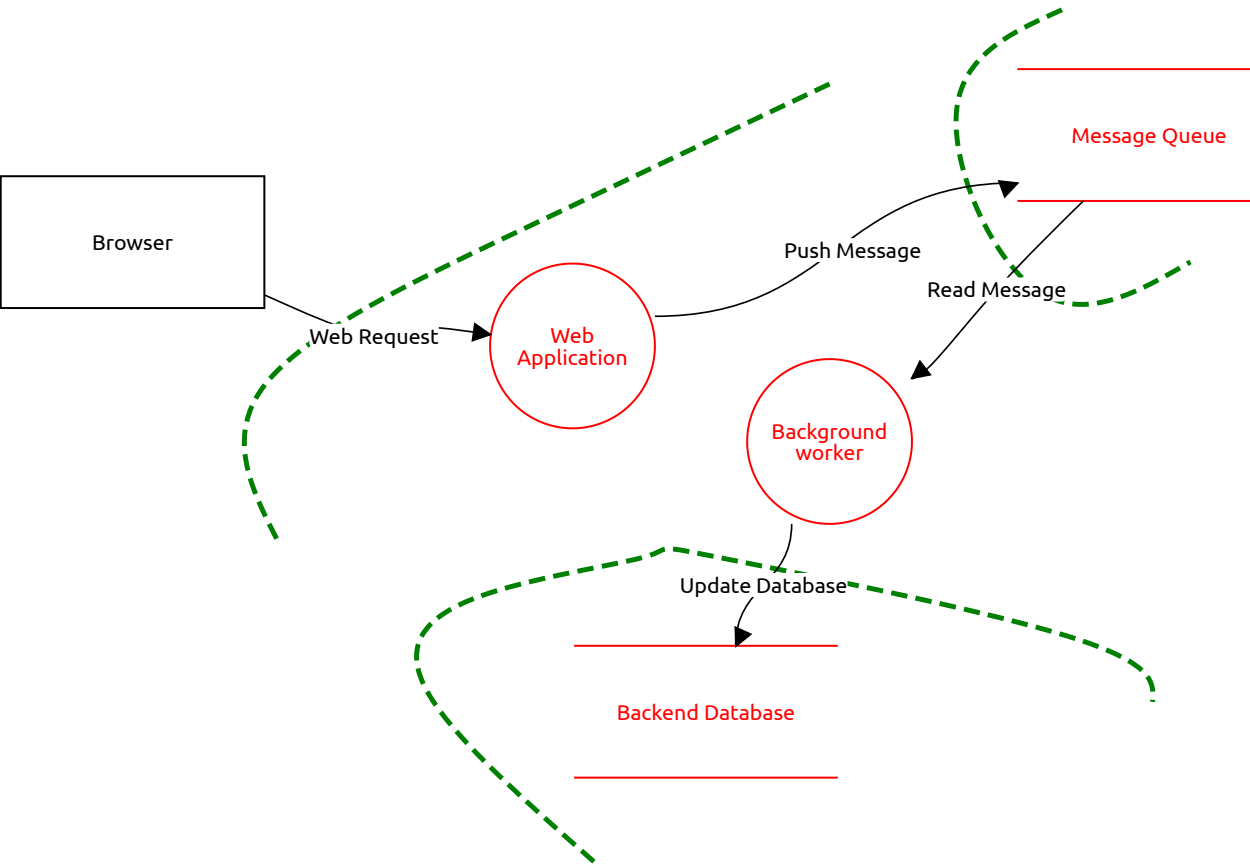 Message Queue
Browser
Push Message
Read Message
Web Request
Web
Application
Background
worker
Update Database
Backend Database